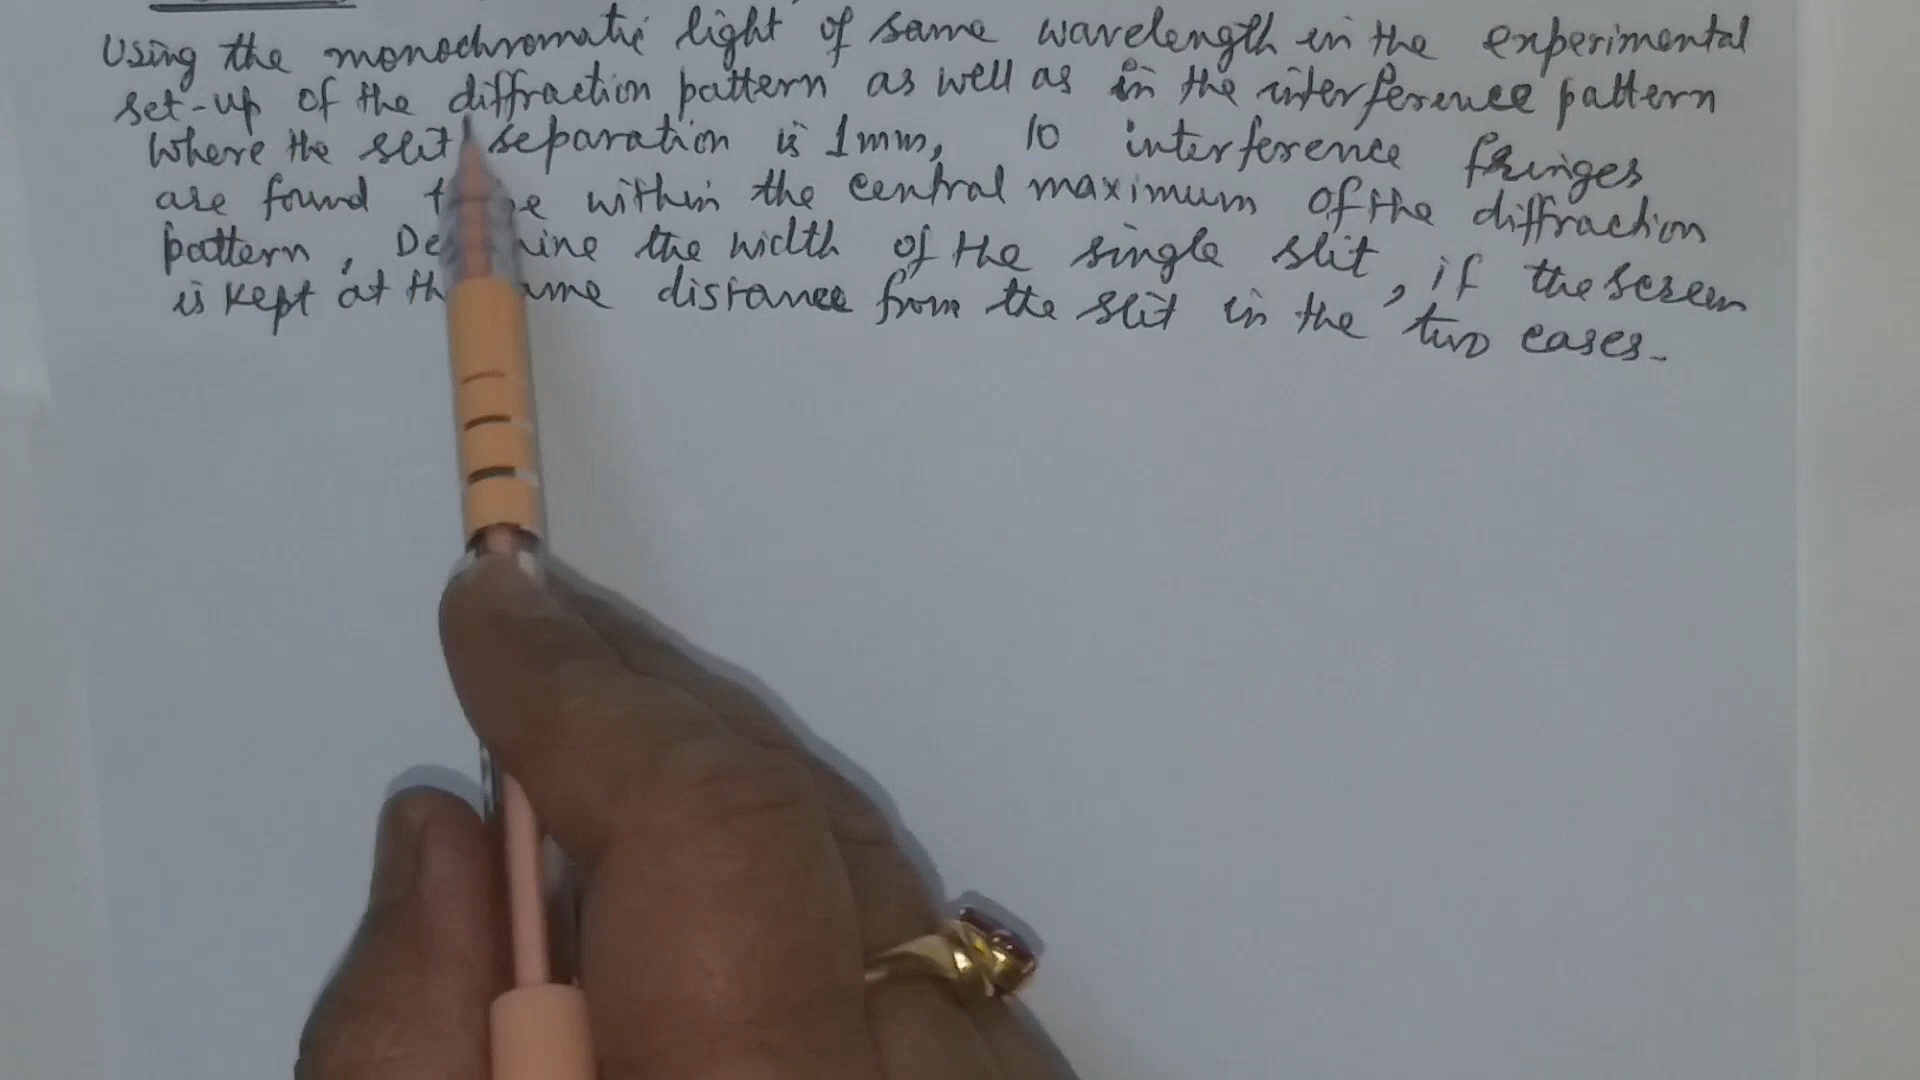 Using the monochromatic light of same wavelength in the experimental
set-up of the diffraction pattern as well as in the interference pattern
where the slit separation is 1mm, 10 interference fringes
are found within the central maximum of the diffraction
pattern, the width of the single slit, if the screen
is kept at distance from the slit in the two cases.